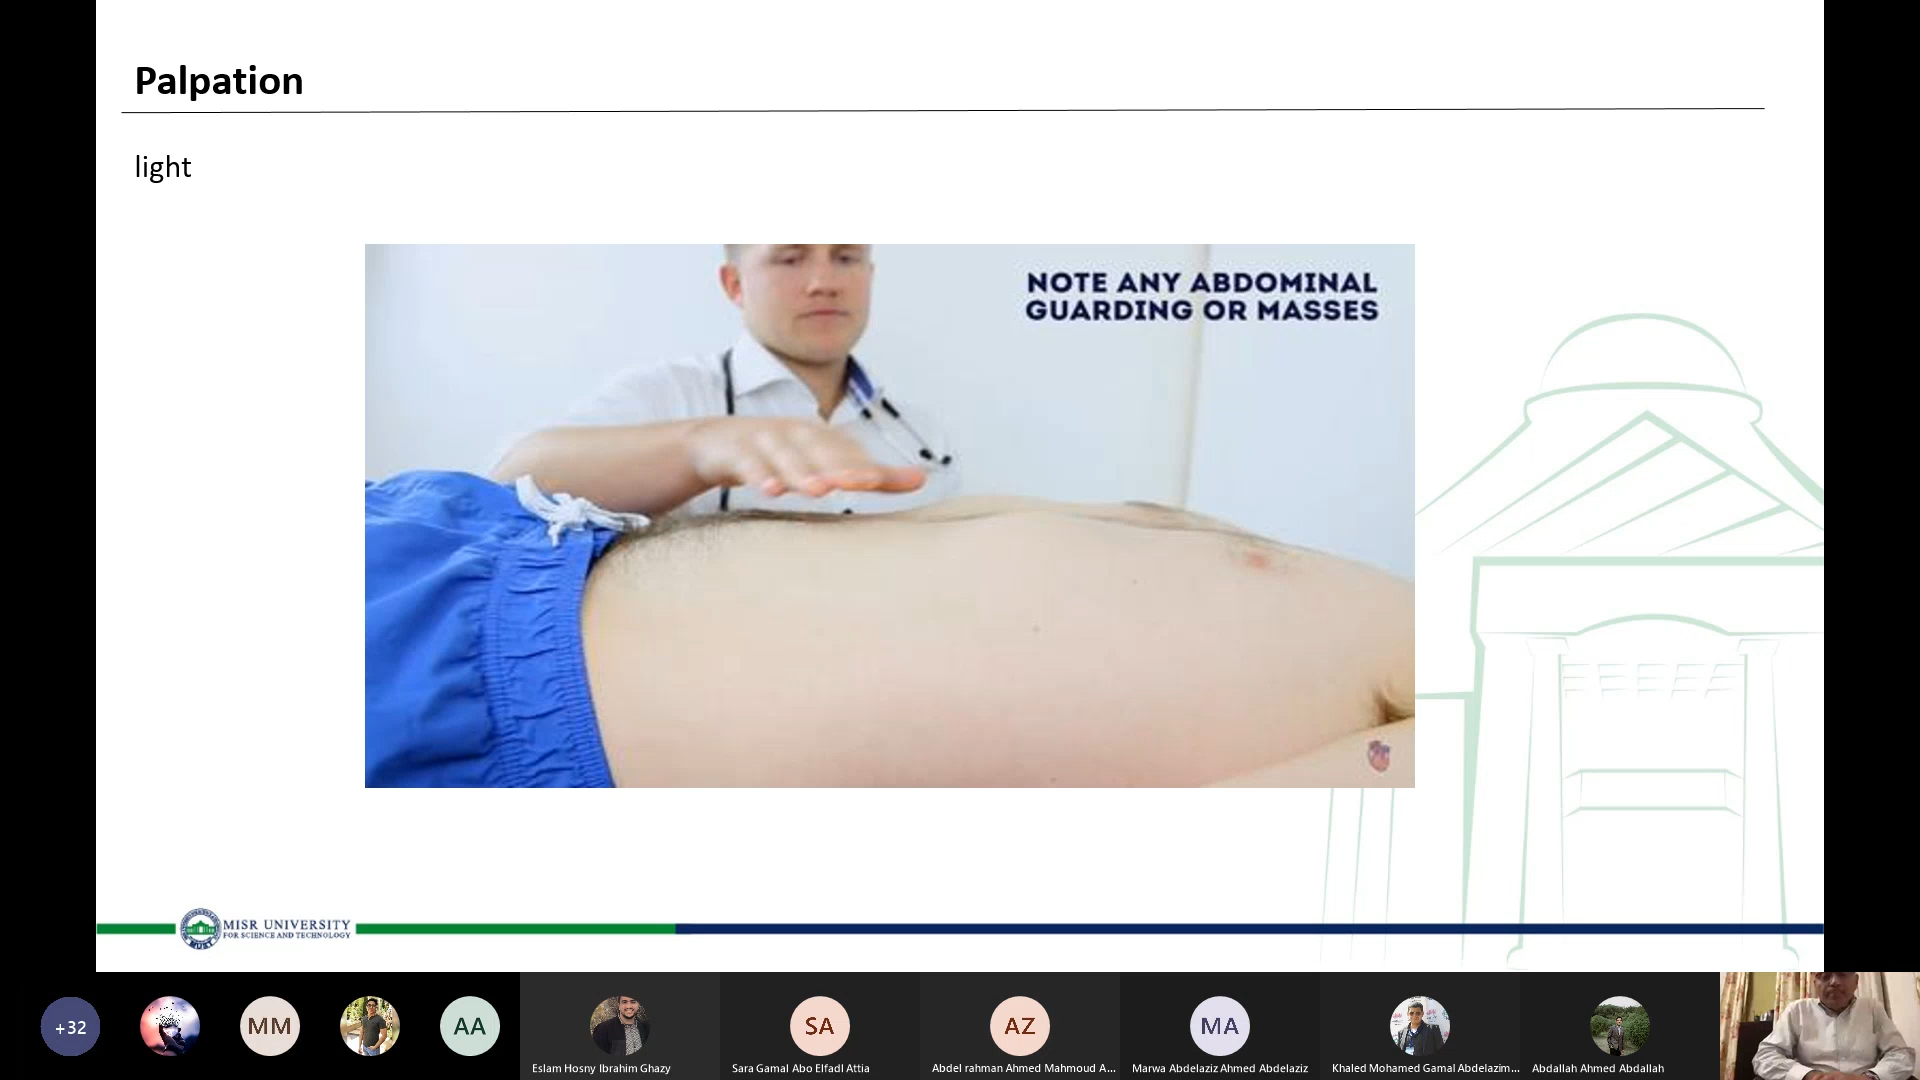 Palpation
light
NOTE ANY ABDOMINAL
GUARDING OR MASSES
MISR UNIVERSITY
FOR SCIENCE AND TECHNOLOGY
MUST
+32
MM
AA
SA
AZ
MA
Eslam Hosny Ibrahim Ghazy
Sara Gamal Abo Elfadl Attia
Abdel rahman Ahmed Mahmoud A...
Marwa Abdelaziz Ahmed Abdelaziz
Khaled Mohamed Gamal Abdelazim...
Abdallah Ahmed Abdallah